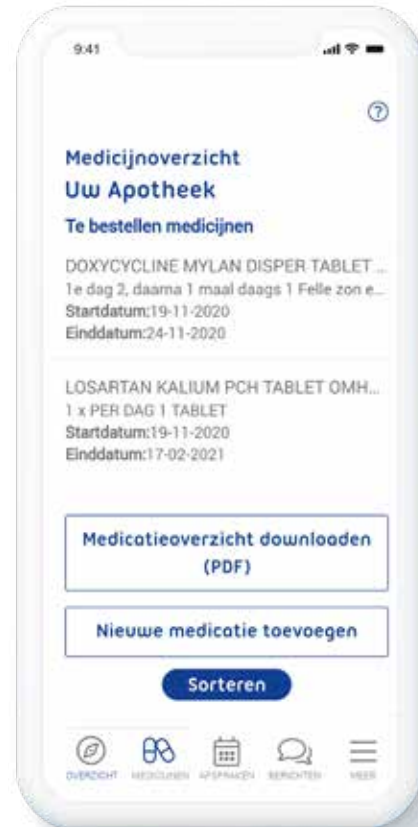 9:41
?
Medicijnoverzicht
Uw Apotheek
Te bestellen medicijnen
DOXYCYCLINE MYLAN DISPER TABLET ...
1e dag 2, daarna 1 maal daags 1 Felle zon e...
Startdatum:19-11-2020
Einddatum:24-11-2020
LOSARTAN KALIUM PCH TABLET OMH...
1 x PER DAG 1 TABLET
Startdatum:19-11-2020
Einddatum:17-02-2021
Medicatieoverzicht downloaden
(PDF)
Nieuwe medicatie toevoegen
Sorteren
OVERZICHT MEDICIJNEN AFSPRAKEN BERICHTEN MEER